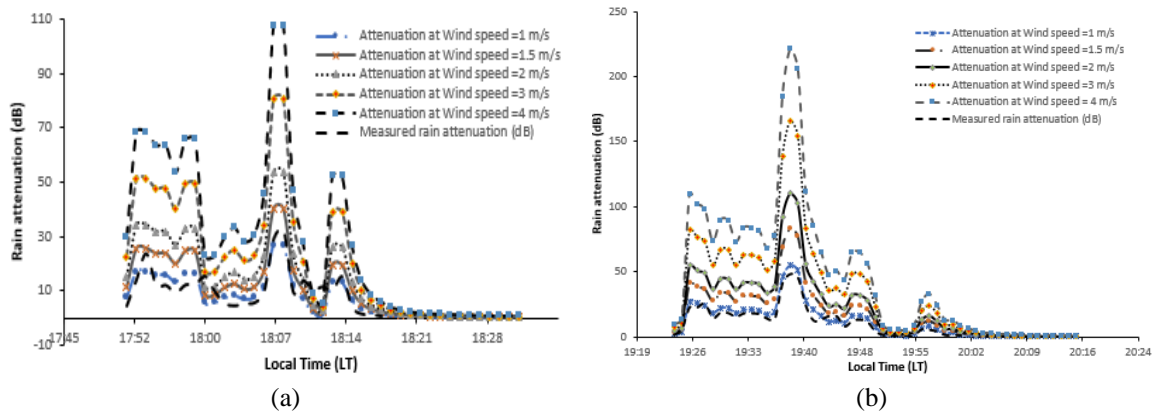 110
90
70
50
30
10
-10
Rain attenuation (dB)
Attenuation at Wind speed =1 m/s
Attenuation at Wind speed =1.5 m/s
Attenuation at Wind speed =2 m/s
Attenuation at Wind speed =3 m/s
Attenuation at Wind speed =4 m/s
Measured rain attenuation (dB)
17:45 17:52 18:00 18:07 18:14 18:21 18:28
Local Time (LT)
(a)
250
200
150
100
50
0
Rain attenuation (dB)
Attenuation at Wind speed =1 m/s
Attenuation at Wind speed =1.5 m/s
Attenuation at Wind speed =2 m/s
Attenuation at Wind speed =3 m/s
Attenuation at Wind speed = 4 m/s
Measured rain attenuation (dB)
19:19 19:26 19:33 19:40 19:48 19:55 20:02 20:09 20:16 20:24
Local Time (LT)
(b)